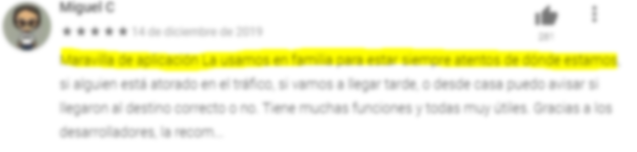 Miguel C
14 de diciembre de 2019
281
Maravilla de aplicación La usamos en familia para estar siempre atentos de dónde estamos,
si alguien está atorado en el tráfico, si vamos a llegar tarde, o desde casa puedo avisar si
llegaron al destino correcto o no. Tiene muchas funciones y todas muy útiles. Gracias a los
desarrolladores, la recom...